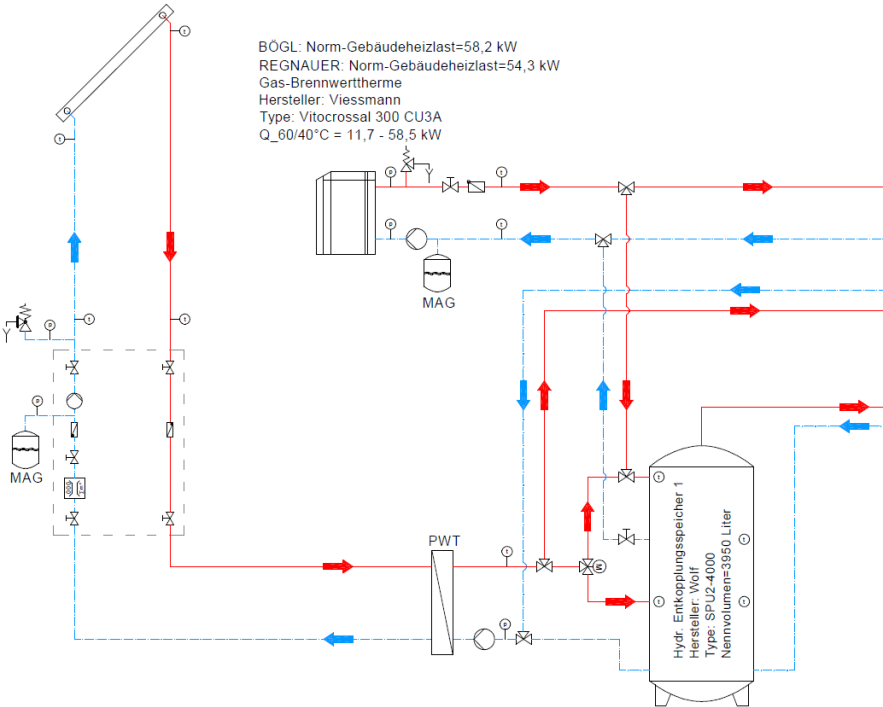 BÖGL: Norm-Gebäudeheizlast=58,2 kW
REGNAUER: Norm-Gebäudeheizlast=54,3 kW
Gas-Brennwerttherme
Hersteller: Viessmann
Type: Vitocrossal 300 CU3A
Q_60/40°C = 11,7 - 58,5 kW
t
t
P
t
P
t
MAG
t
t
P
P
MAG
PWT
t
M
P
t
t
t
t
Hydr. Entkopplungsspeicher 1
Hersteller: Wolf
Type: SPU2-4000
Nennvolumen=3950 Liter